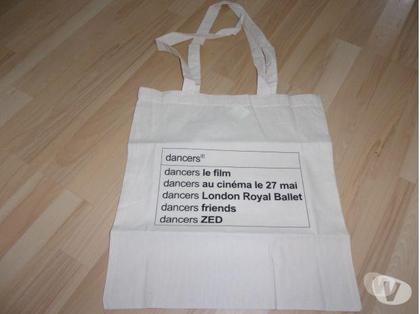 dancers®
dancers le film
dancers au cinéma le 27 mai
dancers London Royal Ballet
dancers friends
dancers ZED
V